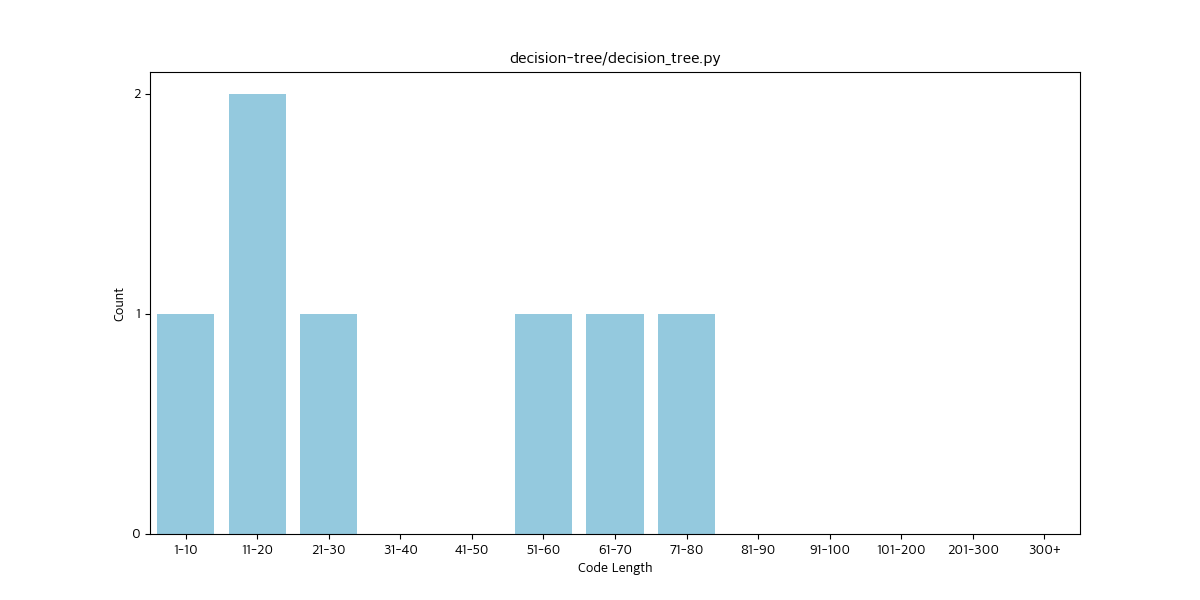 decision-tree/decision_tree.py
2
1
0
Count
1-10 11-20 21-30 31-40 41-50 51-60 61-70 71-80 81-90 91-100 101-200 201-300 300+
Code Length